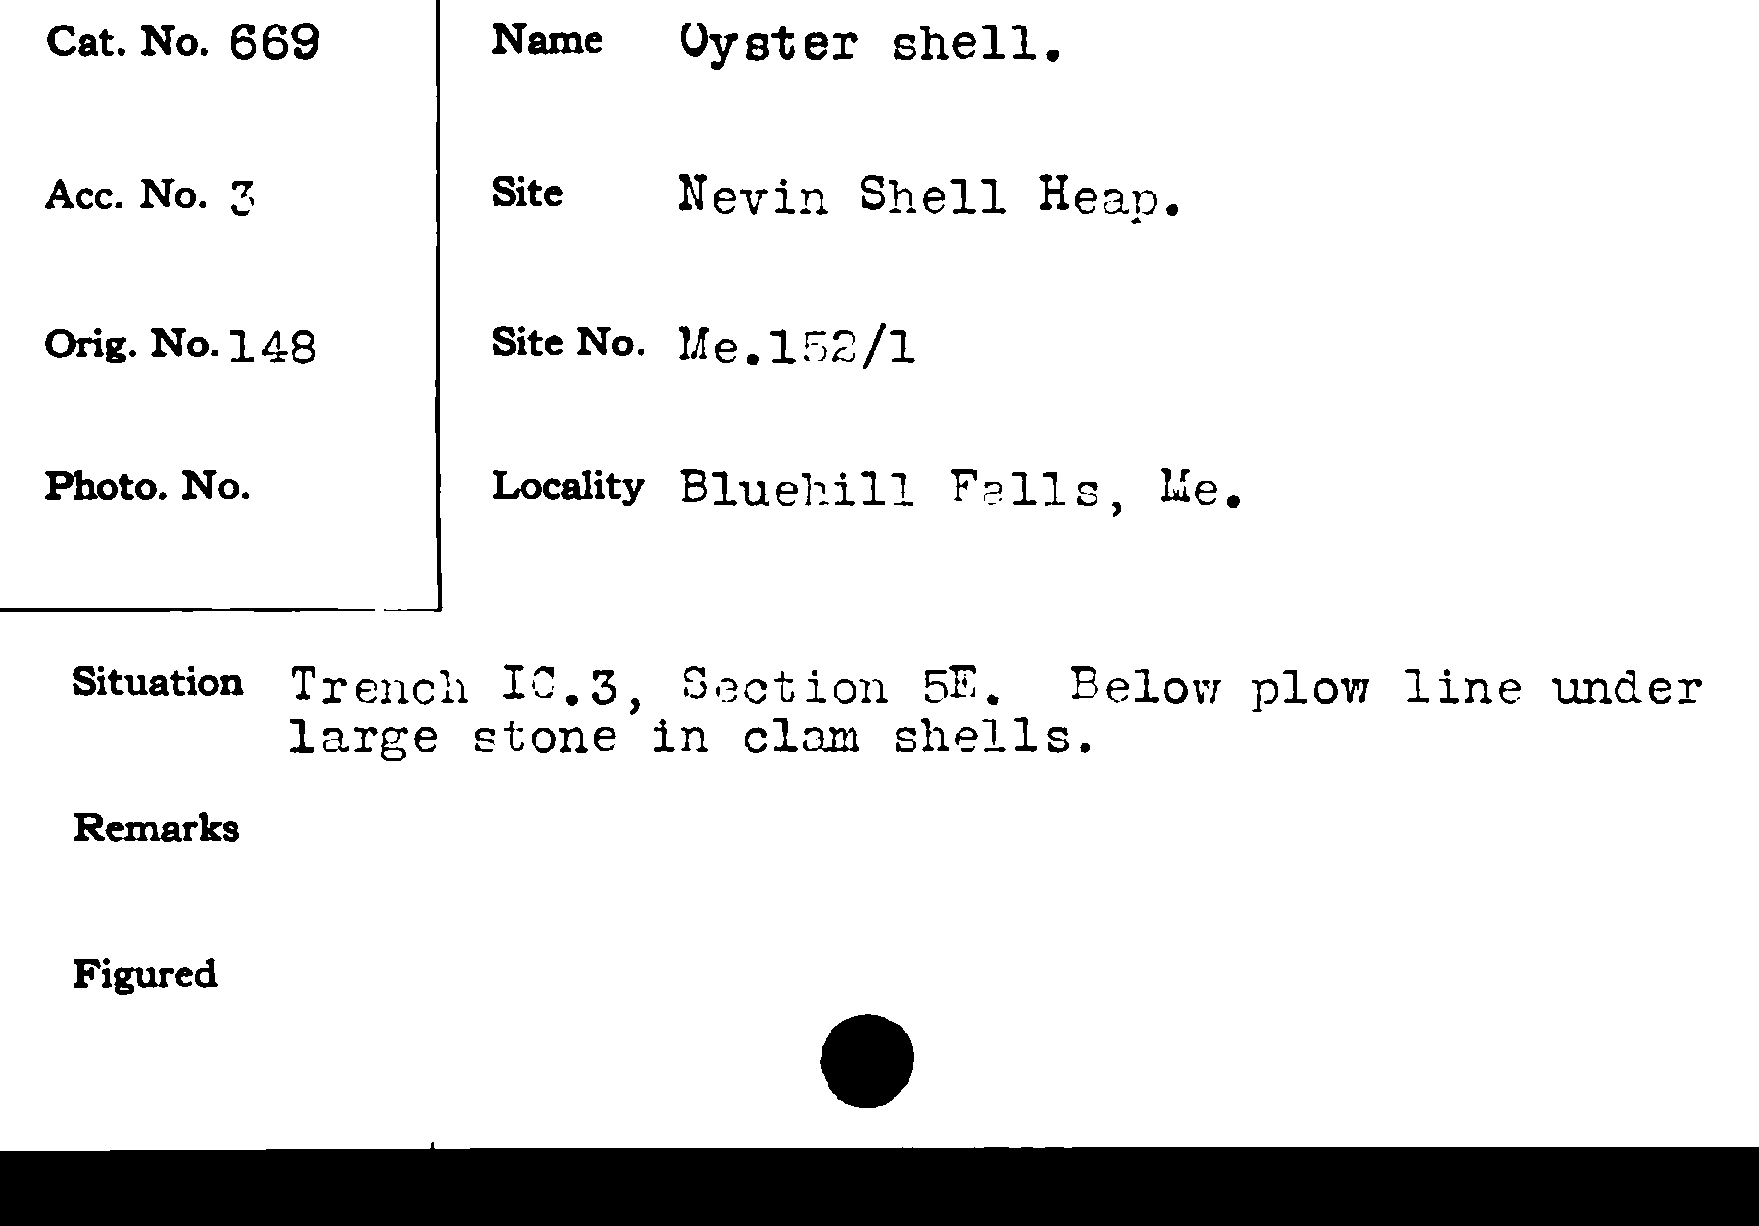 Cat. No. 669
Name Oyster shell.
Acc. No. 3
Site Nevin Shell Heap.
Orig. No. 148
Site No. Me.152/1
Photo. No.
Locality Bluehill Falls, Me.
Situation Trench IC.3, Section 5E. Below plow line under
large stone in clam shells.
Remarks
Figured